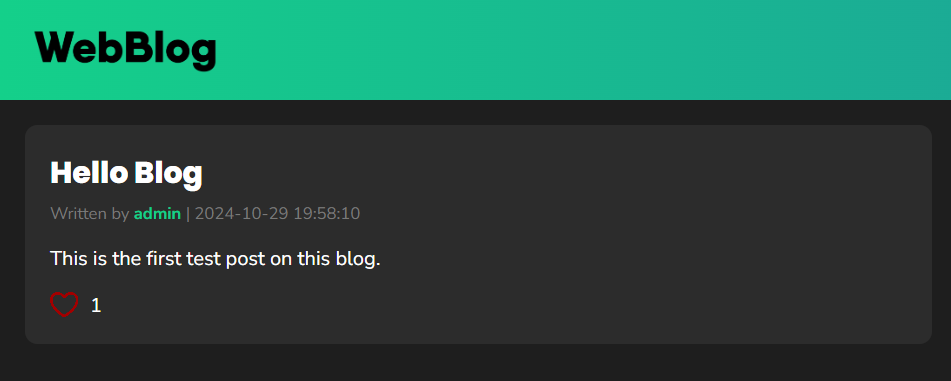 WebBlog
Hello Blog
Written by admin | 2024-10-29 19:58:10
This is the first test post on this blog.
1